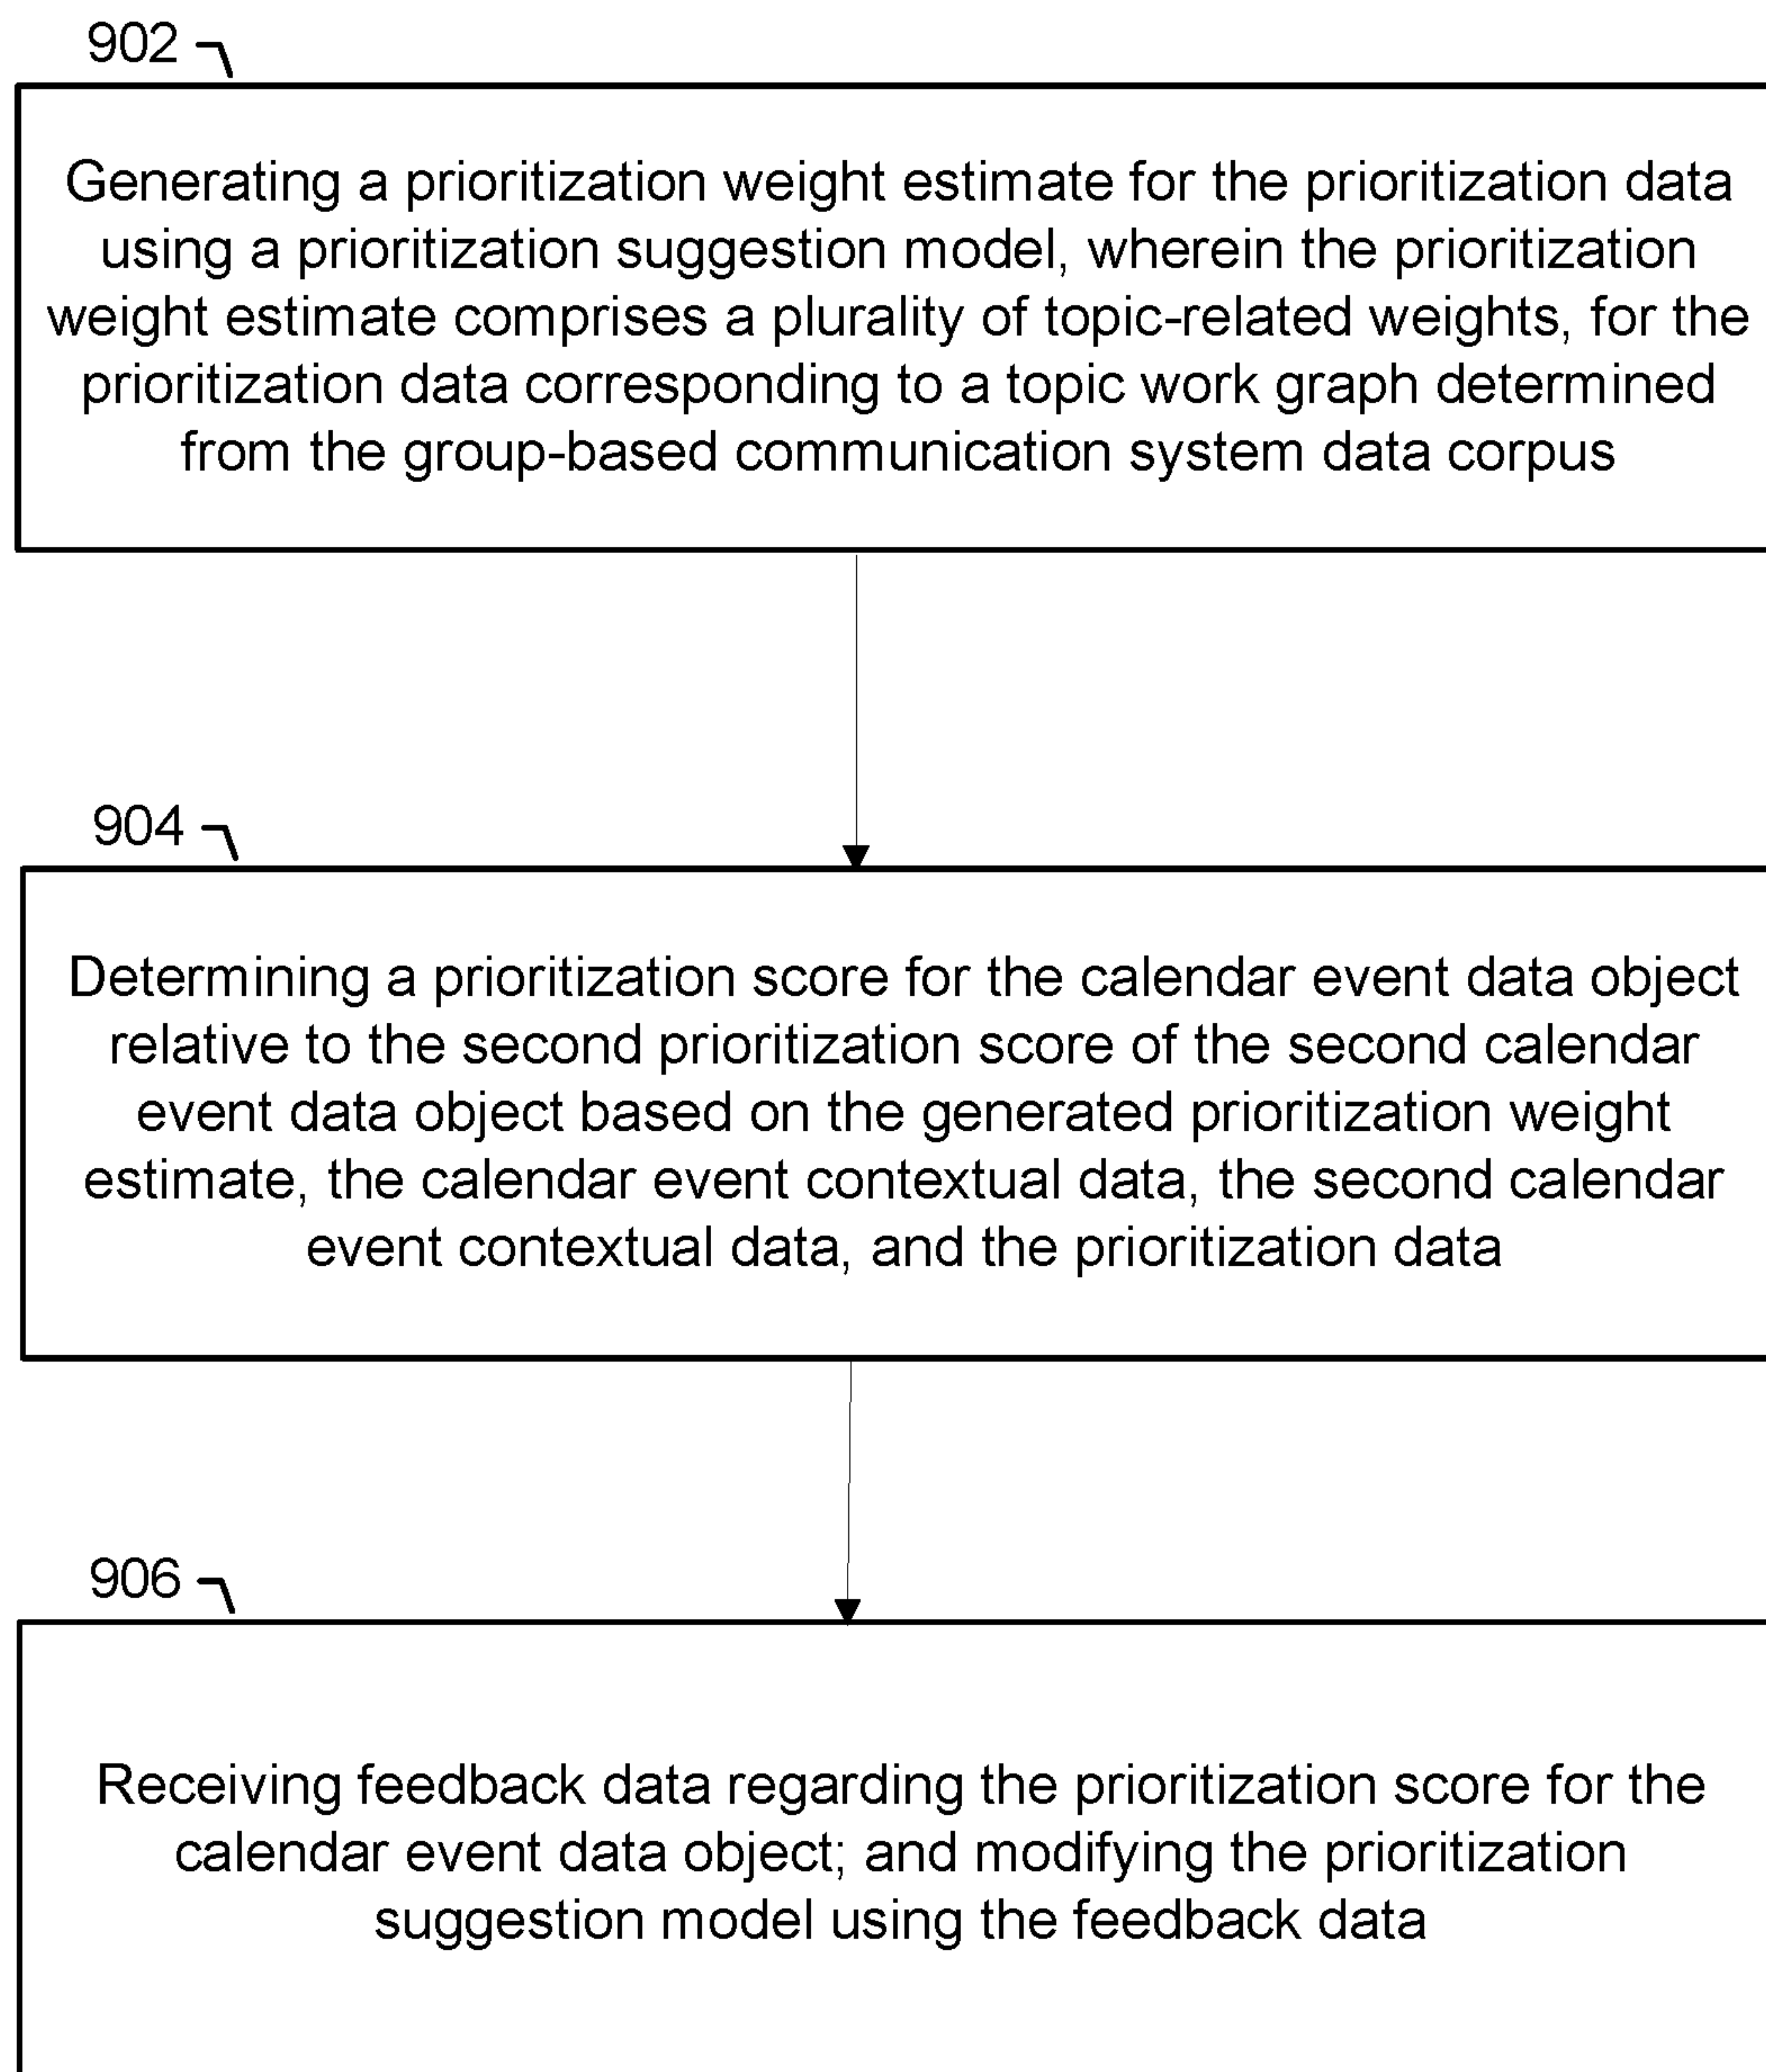 902
Generating a prioritization weight estimate for the prioritization data
using a prioritization suggestion model, wherein the prioritization
weight estimate comprises a plurality of topic-related weights, for the
prioritization data corresponding to a topic work graph determined
from the group-based communication system data corpus
904
Determining a prioritization score for the calendar event data object
relative to the second prioritization score of the second calendar
event data object based on the generated prioritization weight
estimate, the calendar event contextual data, the second calendar
event contextual data, and the prioritization data
906
Receiving feedback data regarding the prioritization score for the
calendar event data object; and modifying the prioritization
suggestion model using the feedback data